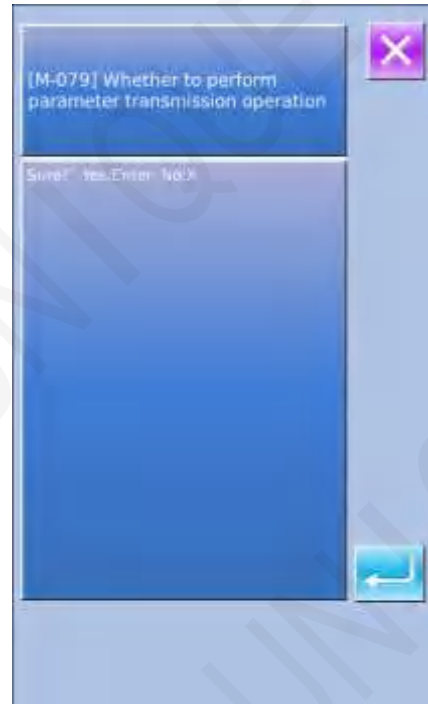 [M-079] Whether to perform
parameter transmission operation
Sure? Yes:Enter No:X